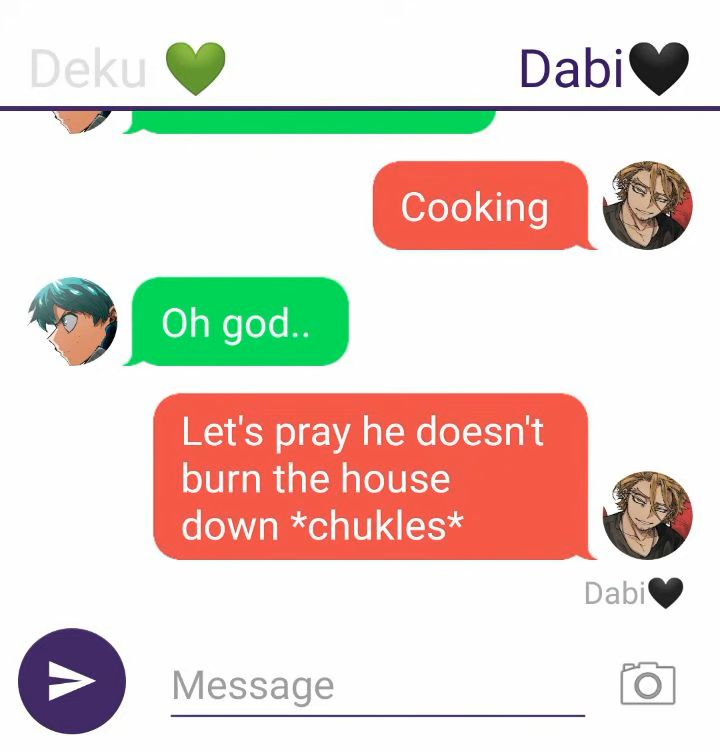 Deku 💚
Dabi🖤
Cooking
Oh god..
Let's pray he doesn't
burn the house
down *chukles*
Dabi🖤
Message